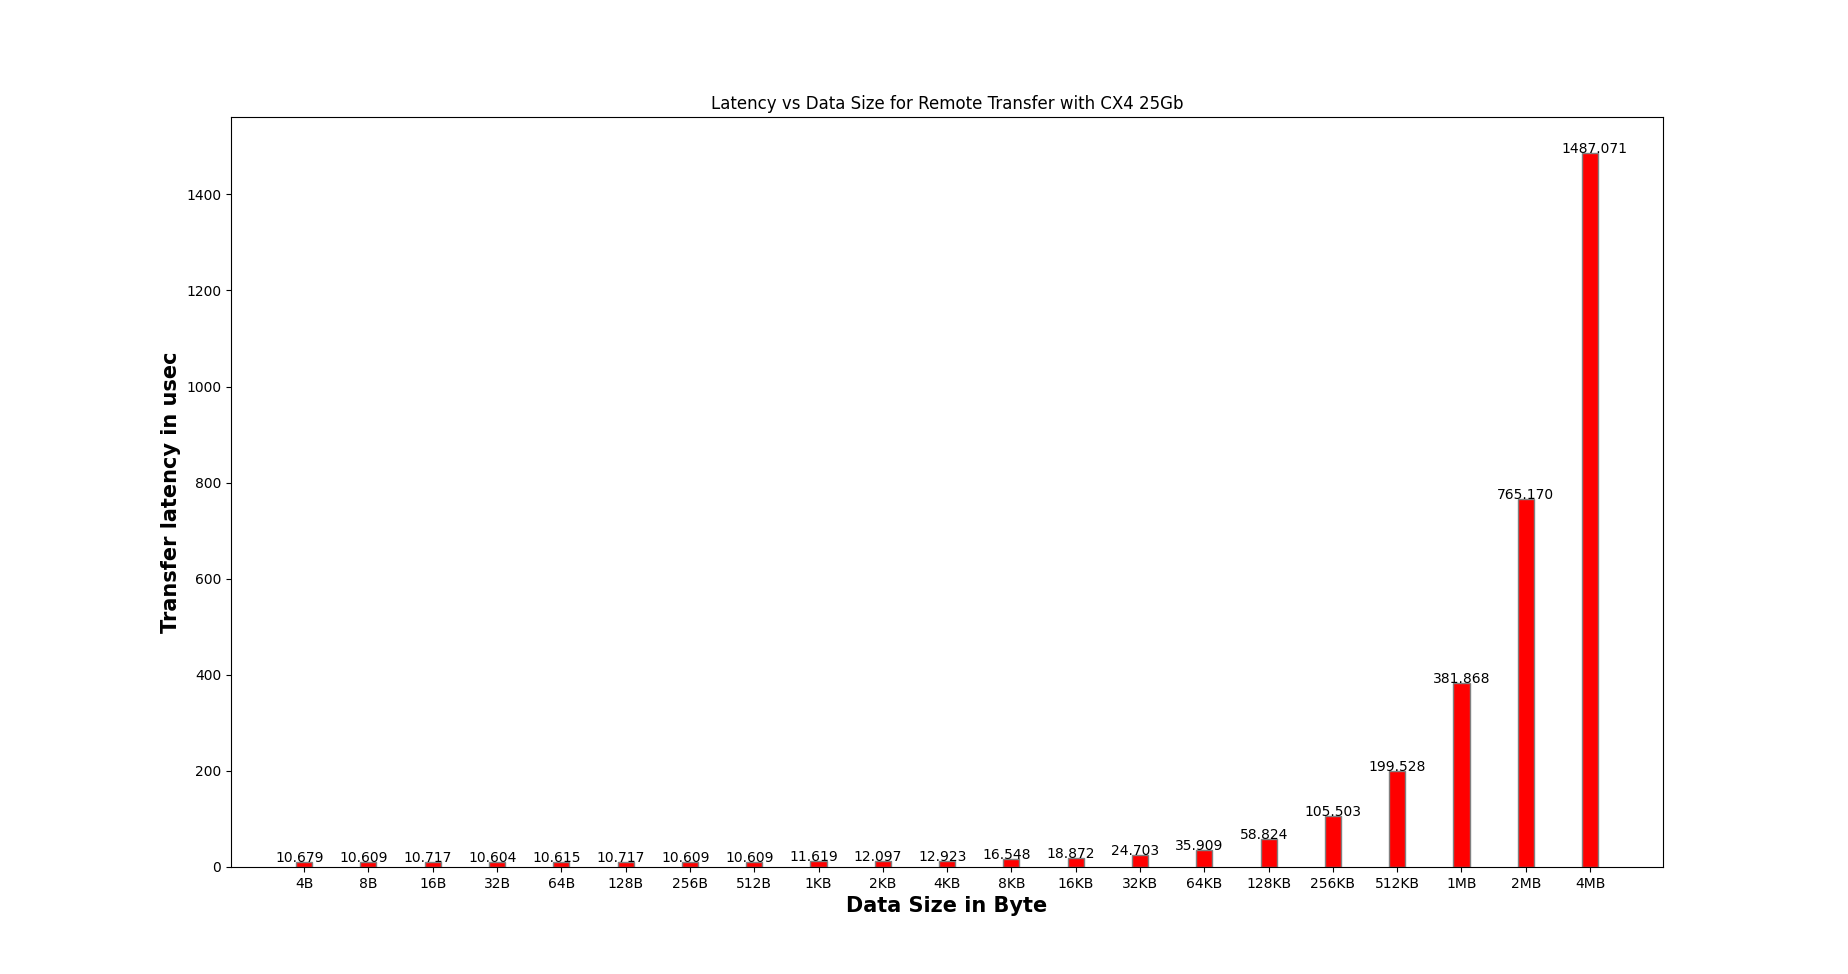 Latency vs Data Size for Remote Transfer with CX4 25Gb
Transfer latency in usec
1400
1200
1000
800
600
400
200
0
10.679 10.609 10.717 10.604 10.615 10.717 10.609 10.609 11.619 12.097 12.923 16.548 18.872 24.703 35.909 58.824 105.503 199.528 381.868 765.170 1487.071
4B 8B 16B 32B 64B 128B 256B 512B 1KB 2KB 4KB 8KB 16KB 32KB 64KB 128KB 256KB 512KB 1MB 2MB 4MB
Data Size in Byte